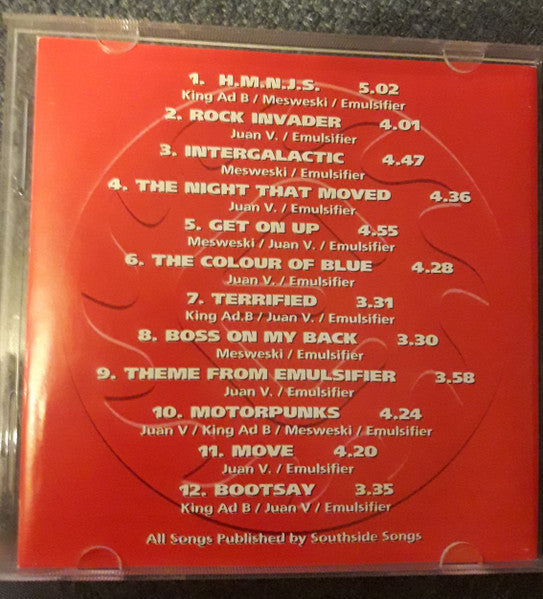 1. H.M.N.J.S. 5.02
King Ad B / Mesweski / Emulsifier
2. ROCK INVADER 4.01
Juan V. / Emulsifier
3. INTERGALACTIC 4.47
Mesweski / Emulsifier
4. THE NIGHT THAT MOVED 4.36
Juan V. / Emulsifier
5. GET ON UP 4.55
Mesweski / Juan V. / Emulsifier
6. THE COLOUR OF BLUE 4.28
Juan V. / Emulsifier
7. TERRIFIED 3.31
King Ad.B / Juan V. / Emulsifier
8. BOSS ON MY BACK 3.30
Mesweski / Emulsifier
9. THEME FROM EMULSIFIER 3.58
Juan V. / Emulsifier
10. MOTORPUNKS 4.24
Juan V / King Ad B / Mesweski / Emulsifier
11. MOVE 4.20
Juan V. / Emulsifier
12. BOOTSAY 3.35
King Ad B / Juan V / Emulsifier
All Songs Published by Southside Songs